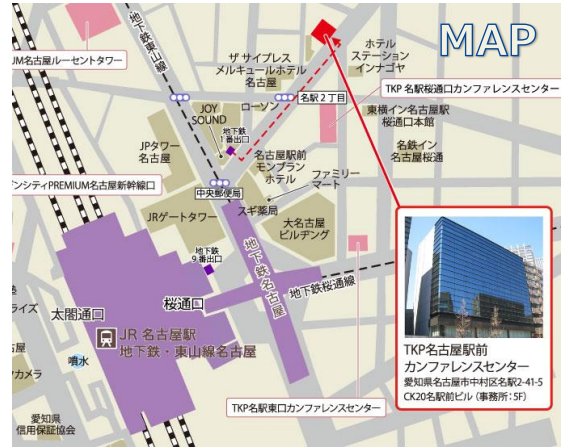 MAP
地下鉄東山線
JM名古屋ルーセントタワー
ザ サイプレス
メルキュールホテル
名古屋
ホテル
ステーション
インナゴヤ
TKP 名駅桜通口カンファレンスセンター
ローソン
名駅2丁目
JOY
SOUND
地下鉄
1番出口
東横イン名古屋駅
桜通口本館
名鉄イン
名古屋桜通
JPタワー
名古屋
名古屋駅前
モンブラン
ホテル
ファミリー
マート
ンシティPREMIUM名古屋新幹線口
中央郵便局
スギ薬局
JRゲートタワー
大名古屋
ビルヂング
地下鉄
9番出口
地下鉄名古屋
地下鉄桜通線
桜通口
太閤通口
JR 名古屋駅
地下鉄・東山線名古屋
ライズ
噴水
カメラ
愛知県
信用保証協会
TKP名駅東口カンファレンスセンター
TKP名古屋駅前
カンファレンスセンター
愛知県名古屋市中村区名駅2-41-5
CK20名駅前ビル(事務所:5F)